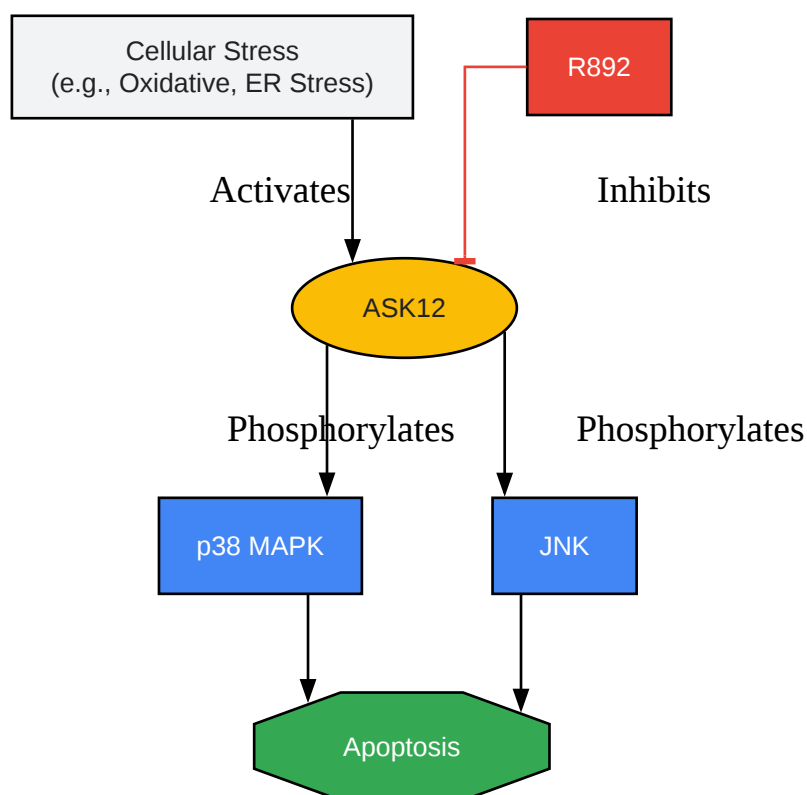 Cellular Stress
(e.g., Oxidative, ER Stress)
R892
Activates
Inhibits
ASK12
Phosphorylates
Phosphorylates
p38 MAPK
JNK
Apoptosis